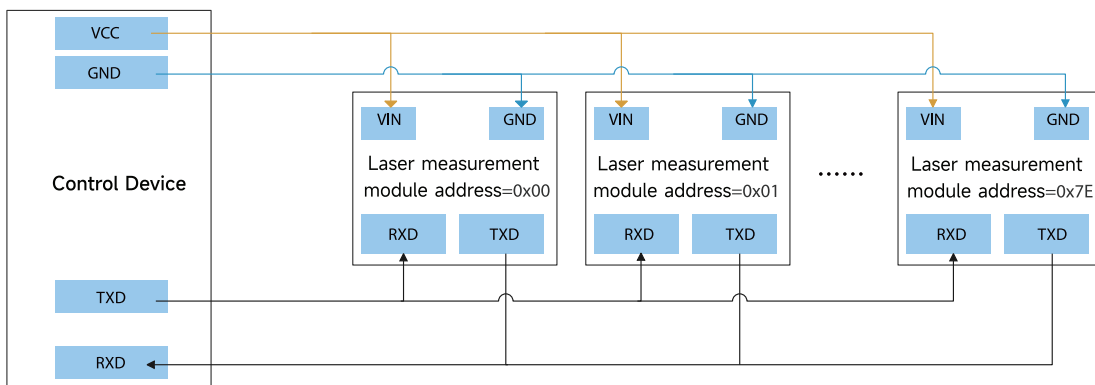 VCC
GND
Control Device
TXD
RXD
VIN
GND
Laser measurement
module address=0x00
RXD
TXD
VIN
GND
Laser measurement
module address=0x01
RXD
TXD
......
VIN
GND
Laser measurement
module address=0x7E
RXD
TXD